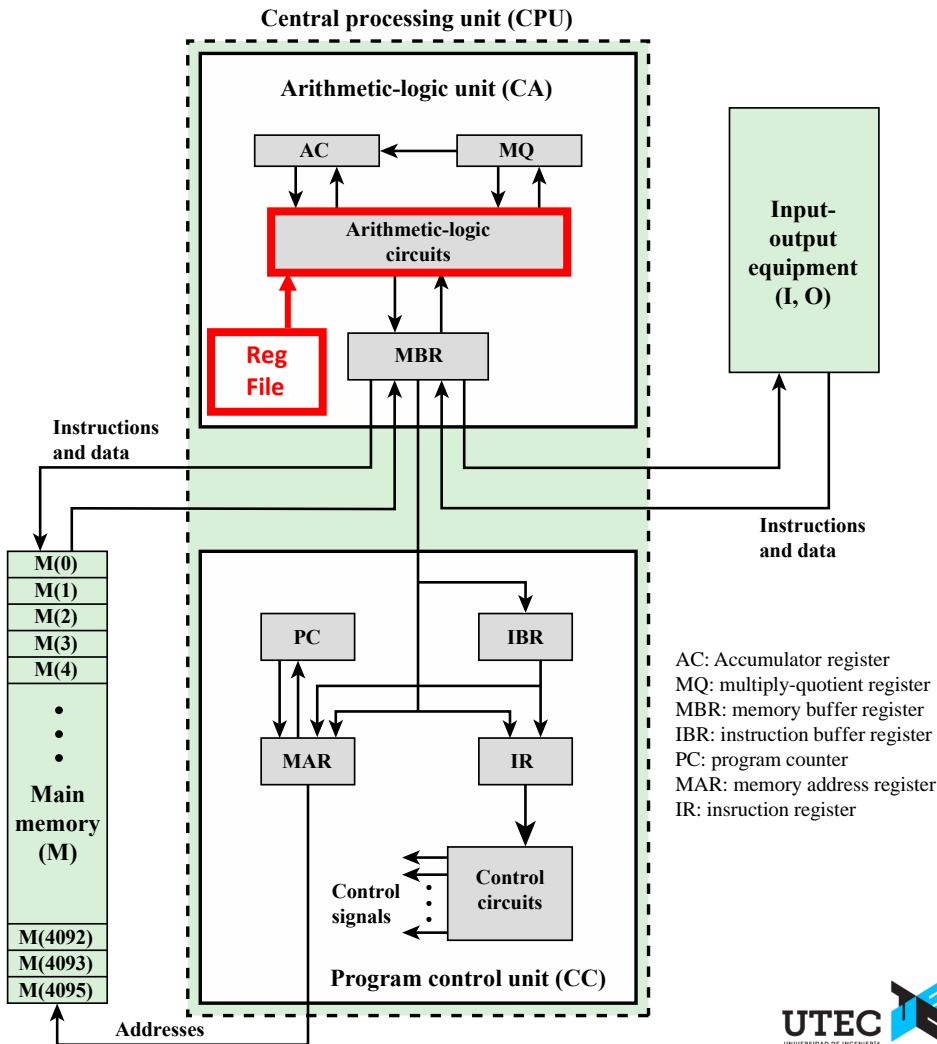 Central processing unit (CPU)
Arithmetic-logic unit (CA)
AC
MQ
Arithmetic-logic
circuits
Input-
output
equipment
(I, O)
Reg
File
MBR
Instructions
and data
Instructions
and data
M(0)
M(1)
M(2)
M(3)
M(4)
Main
memory
(M)
M(4092)
M(4093)
M(4095)
PC
IBR
MAR
IR
Control
signals
Control
circuits
Program control unit (CC)
Addresses
AC: Accumulator register
MQ: multiply-quotient register
MBR: memory buffer register
IBR: instruction buffer register
PC: program counter
MAR: memory address register
IR: insruction register
UTEC
UNIVERSIDAD DE INGENIERÍA